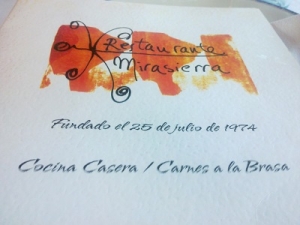 Restaurante
Mirasierra
Fundado el 25 de julio de 1974
Cocina Casera / Carnes a la Brasa